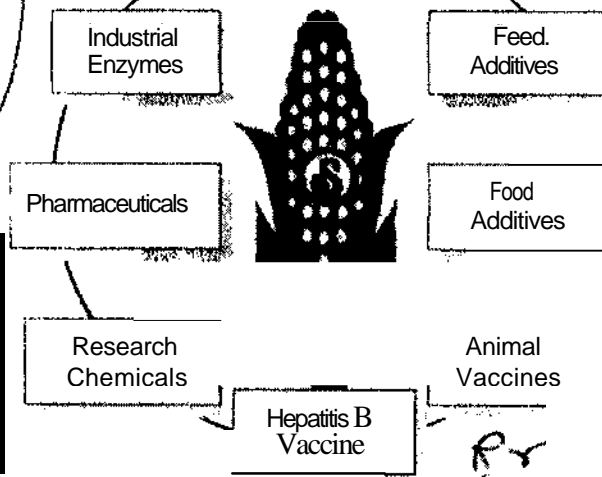 Industrial
Enzymes
Feed.
Additives
Pharmaceuticals
Food
Additives
Research
Chemicals
Animal
Vaccines
Hepatitis B
Vaccine